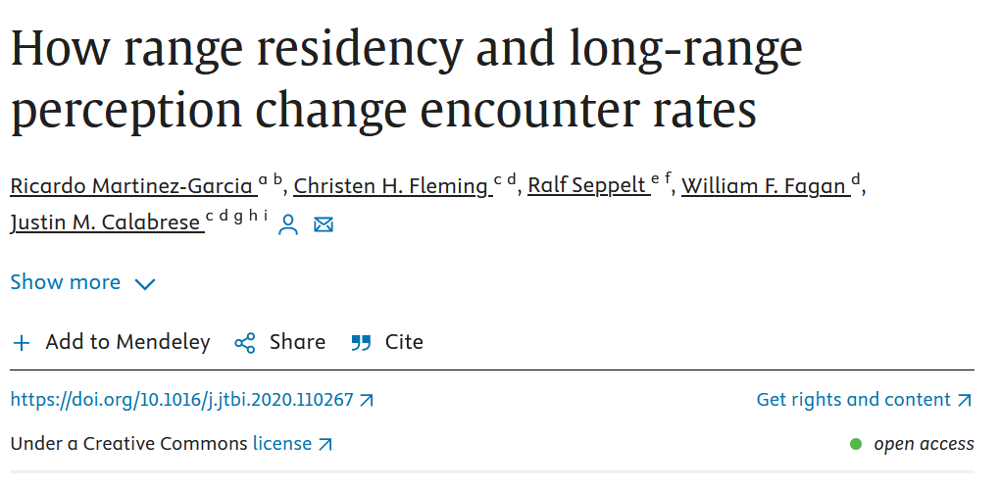 How range residency and long-range
perception change encounter rates
Ricardo Martinez-Garcia a b, Christen H. Fleming c d, Ralf Seppelt e f, William F. Fagan d,
Justin M. Calabrese c d g h i
Show more
Add to Mendeley Share Cite
https://doi.org/10.1016/j.jtbi.2020.110267 Get rights and content
Under a Creative Commons license open access